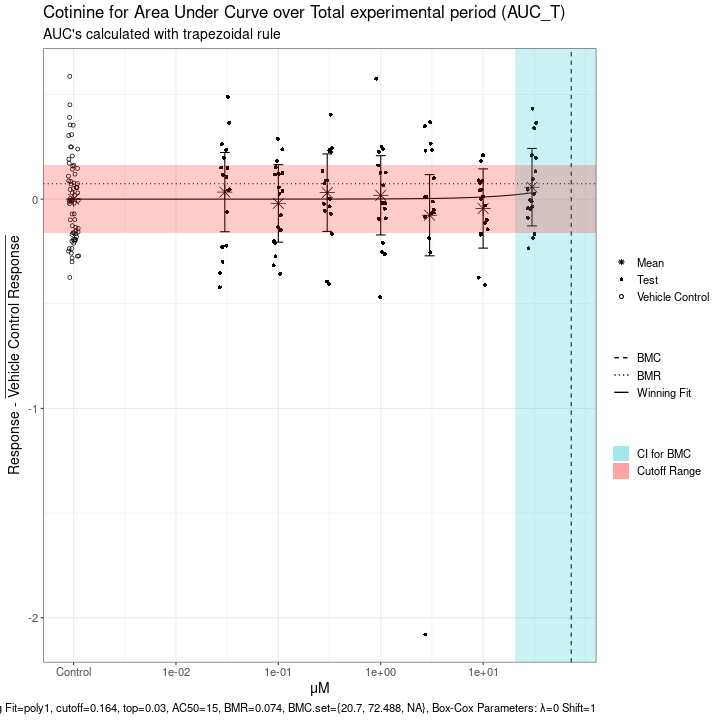 Cotinine for Area Under Curve over Total experimental period (AUC_T)
AUC's calculated with trapezoidal rule
Response - Vehicle Control Response
0
-1
-2
Control
1e-02
1e-01
1e+00
1e+01
µM
Mean
Test
Vehicle Control
BMC
BMR
Winning Fit
CI for BMC
Cutoff Range
Fit=poly1, cutoff=0.164, top=0.03, AC50=15, BMR=0.074, BMC.set={20.7, 72.488, NA}, Box-Cox Parameters: λ=0 Shift=1